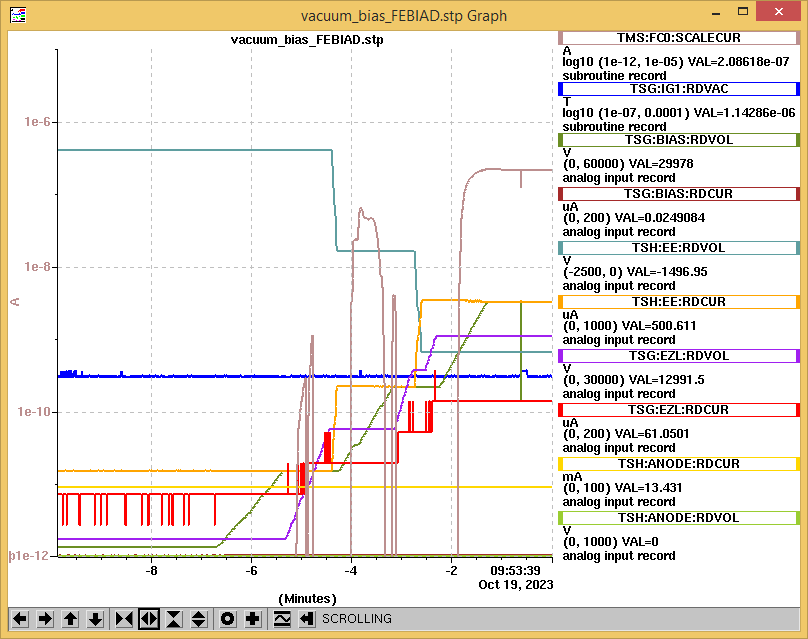 vacuum_bias_FEBIAD.stp Graph
vacuum_bias_FEBIAD.stp
1e-6
1e-8
A
1e-10
1e-12
-8
-6
-4
-2
09:53:39
Oct 19, 2023
(Minutes)
TMS:FC0:SCALECUR
A
log10 (1e-12, 1e-05) VAL=2.08618e-07
subroutine record
TSG:IG1:RDVAC
T
log10 (1e-07, 0.0001) VAL=1.14286e-06
subroutine record
TSG:BIAS:RDVOL
V
(0, 60000) VAL=29978
analog input record
TSG:BIAS:RDCUR
uA
(0, 200) VAL=0.0249084
analog input record
TSH:EE:RDVOL
V
(-2500, 0) VAL=-1496.95
analog input record
TSH:EE:RDCUR
uA
(0, 1000) VAL=500.611
analog input record
TSG:EZL:RDVOL
V
(0, 30000) VAL=12991.5
analog input record
TSG:EZL:RDCUR
uA
(0, 200) VAL=61.0501
analog input record
TSH:ANODE:RDCUR
mA
(0, 100) VAL=13.431
analog input record
TSH:ANODE:RDVOL
V
(0, 1000) VAL=0
analog input record
SCROLLING